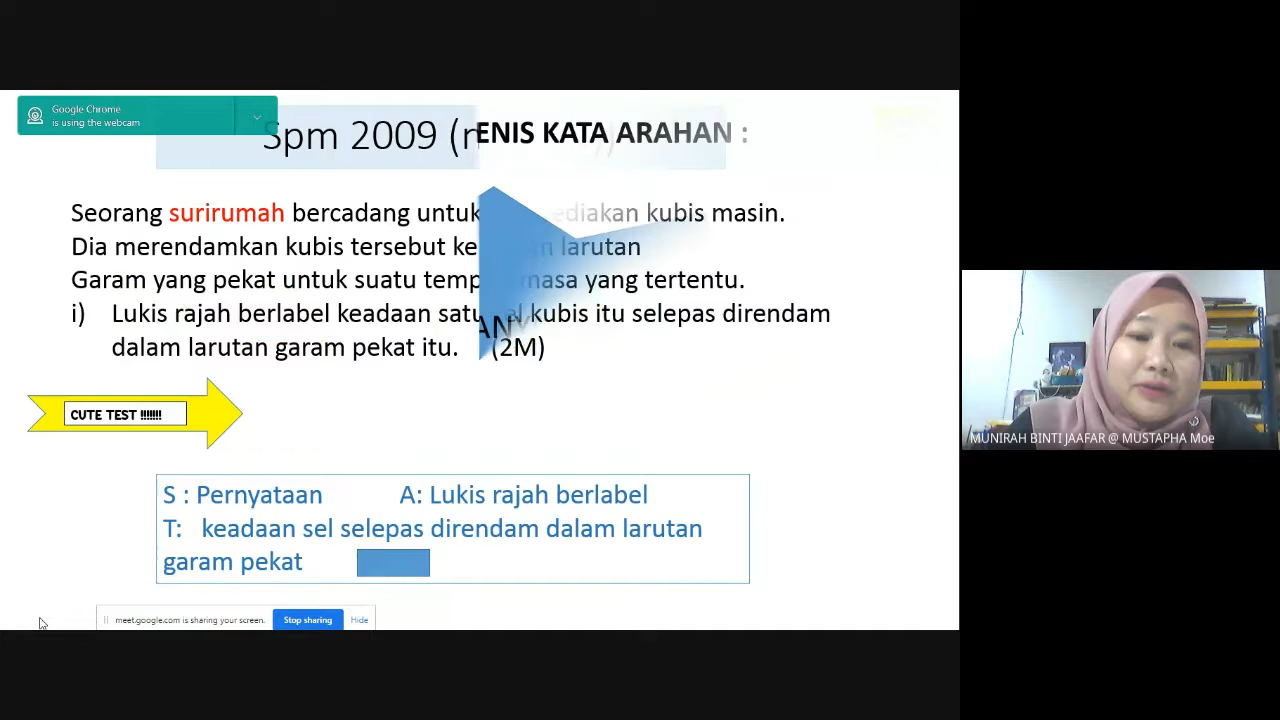 Google Chrome
is using the webcam
Spm 2009 ( ENIS KATA ARAHAN :
Seorang surirumah bercadang untuk ediakan kubis masin.
Dia merendamkan kubis tersebut ke larutan
Garam yang pekat untuk suatu temp masa yang tertentu.
i) Lukis rajah berlabel keadaan satu kubis itu selepas direndam
dalam larutan garam pekat itu. (2M)
CUTE TEST !!!!!!!
S : Pernyataan A: Lukis rajah berlabel
T: keadaan sel selepas direndam dalam larutan
garam pekat
meet.google.com is sharing your screen. Stop sharing Hide
MUNIRAH BINTI JAAFAR @ MUSTAPHA Moe